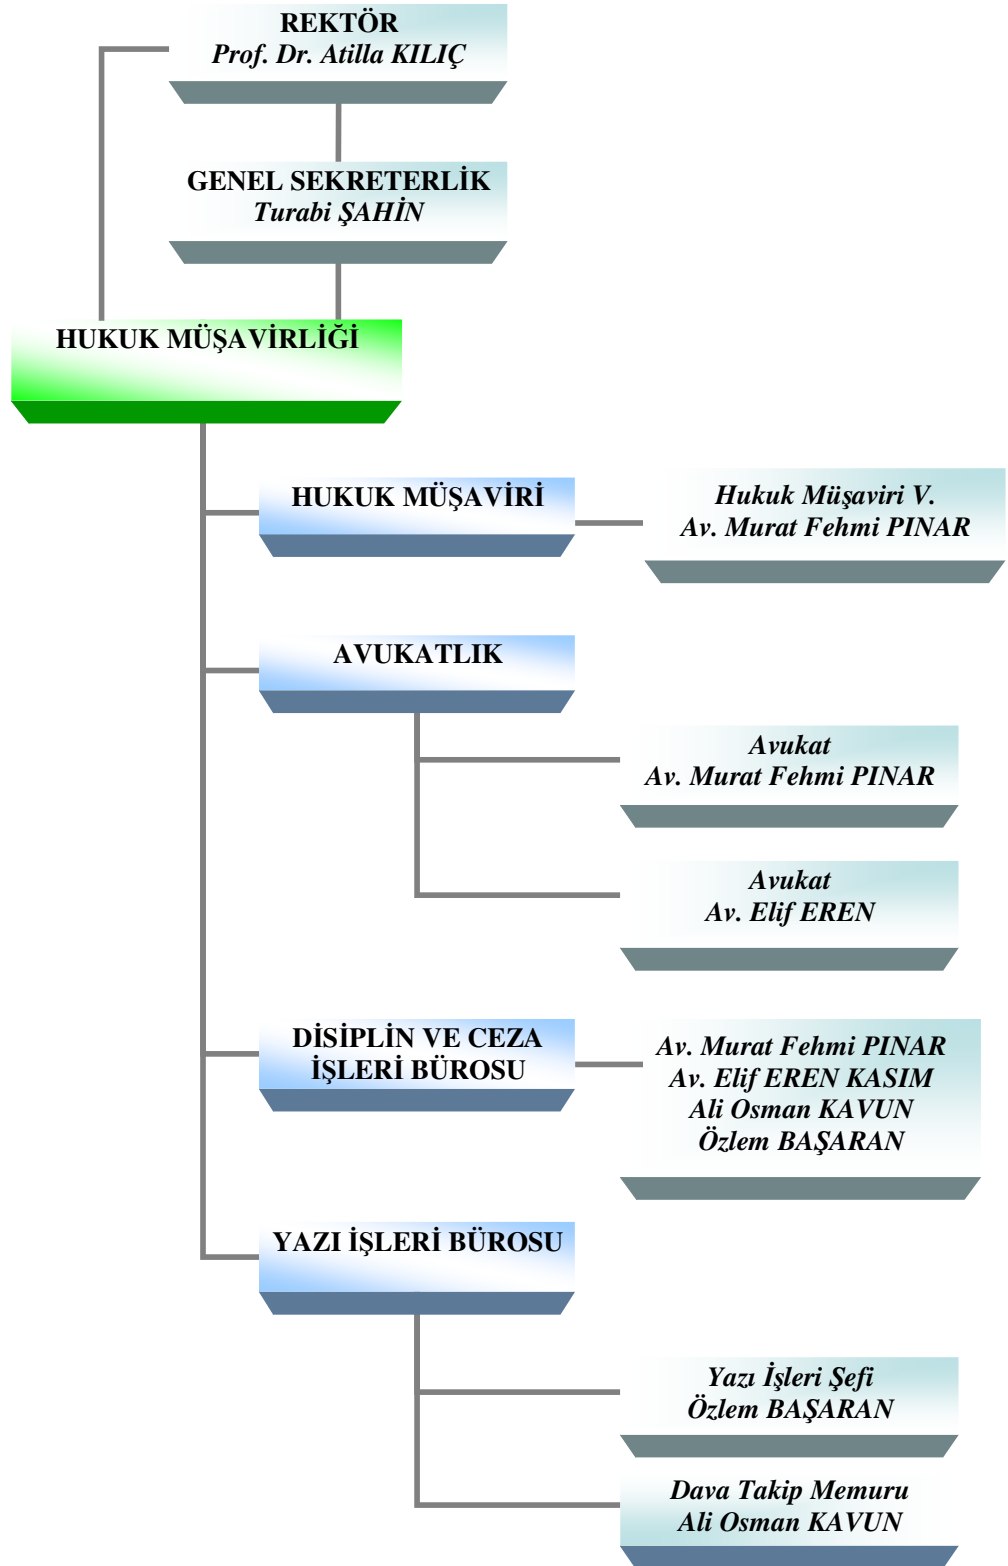 REKTÖR
Prof. Dr. Atilla KILIÇ
GENEL SEKRETERLİK
Turabi ŞAHİN
HUKUK MÜŞAVİRLİĞİ
HUKUK MÜŞAVİRİ
Hukuk Müşaviri V.
Av. Murat Fehmi PINAR
AVUKATLIK
Avukat
Av. Murat Fehmi PINAR
Avukat
Av. Elif EREN
DİSİPLİN VE CEZA
İŞLERİ BÜROSU
Av. Murat Fehmi PINAR
Av. Elif EREN KASIM
Ali Osman KAVUN
Özlem BAŞARAN
YAZI İŞLERİ BÜROSU
Yazı İşleri Şefi
Özlem BAŞARAN
Dava Takip Memuru
Ali Osman KAVUN